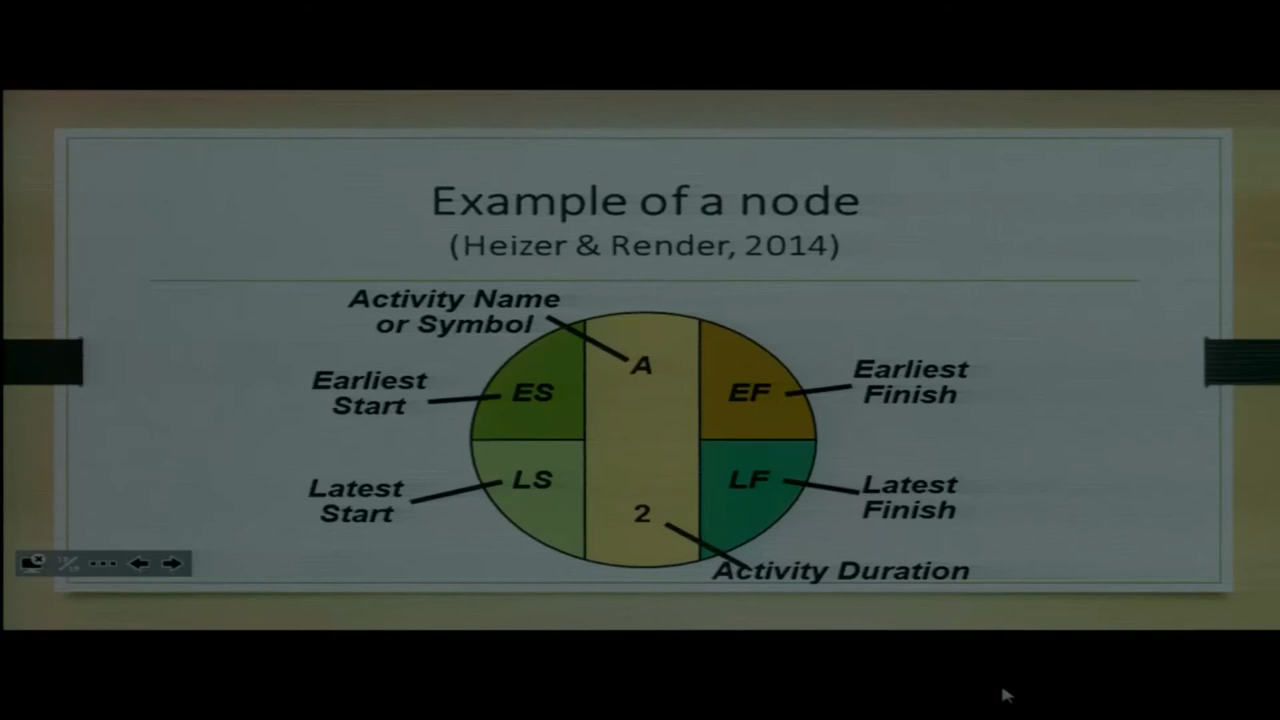 Example of a node
(Heizer & Render, 2014)
Activity Name
or Symbol
A
Earliest
Start
ES
EF
Earliest
Finish
Latest
Start
LS
LF
Latest
Finish
2
Activity Duration